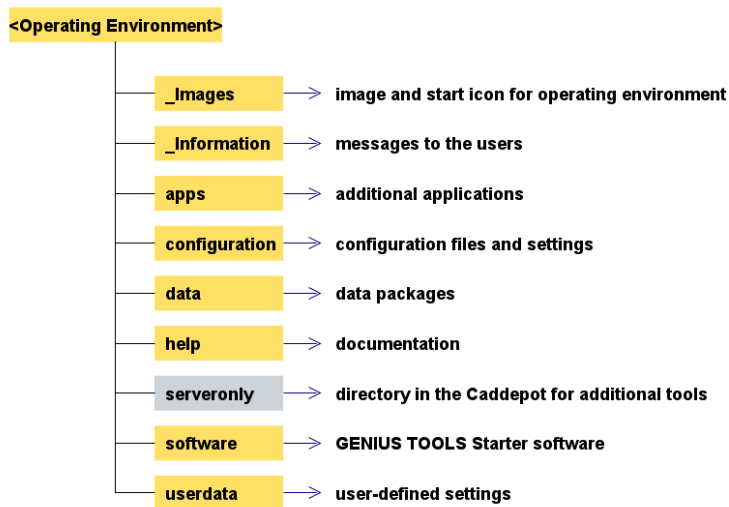 <Operating Environment>
_Images image and start icon for operating environment
_Information messages to the users
apps additional applications
configuration configuration files and settings
data data packages
help documentation
serveronly directory in the Caddepot for additional tools
software GENIUS TOOLS Starter software
userdata user-defined settings